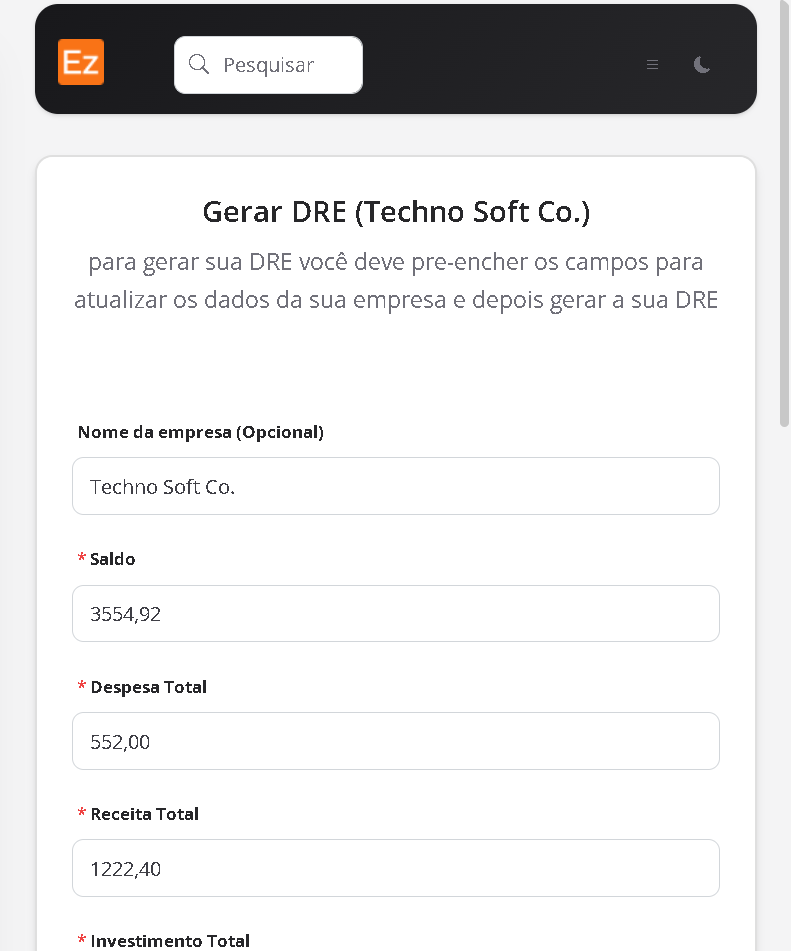 Ez
Pesquisar
Gerar DRE (Techno Soft Co.)
para gerar sua DRE você deve pre-encher os campos para
atualizar os dados da sua empresa e depois gerar a sua DRE
Nome da empresa (Opcional)
Techno Soft Co.
* Saldo
3554,92
* Despesa Total
552,00
* Receita Total
1222,40
* Investimento Total